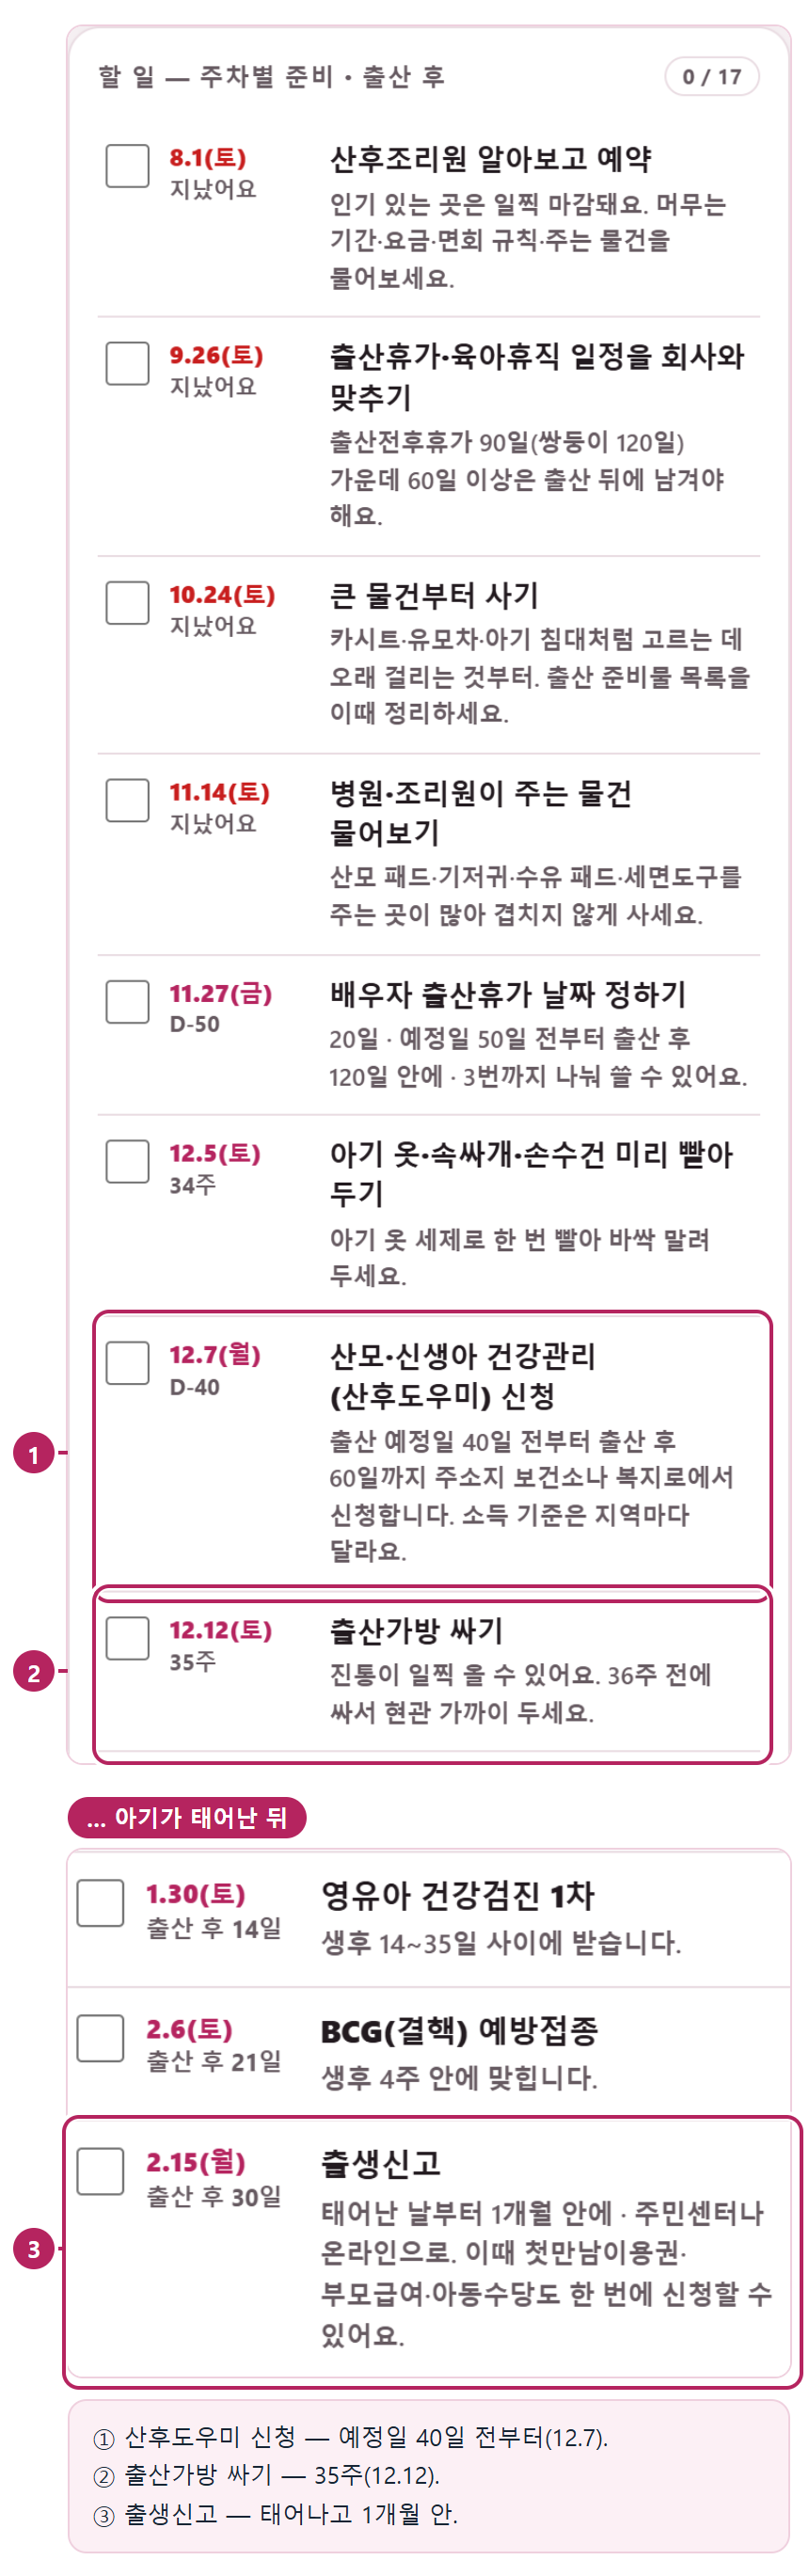 할 일 — 주차별 준비 · 출산 후
0 / 17
8.1(토)
지났어요
산후조리원 알아보고 예약
인기 있는 곳은 일찍 마감돼요. 머무는
기간·요금·면회 규칙·주는 물건을
물어보세요.
9.26(토)
지났어요
출산휴가·육아휴직 일정을 회사와
맞추기
출산전후휴가 90일(쌍둥이 120일)
가운데 60일 이상은 출산 뒤에 남겨야
해요.
10.24(토)
지났어요
큰 물건부터 사기
카시트·유모차·아기 침대처럼 고르는 데
오래 걸리는 것부터. 출산 준비물 목록을
이때 정리하세요.
11.14(토)
지났어요
병원·조리원이 주는 물건
물어보기
산모 패드·기저귀·수유 패드·세면도구를
주는 곳이 많아 겹치지 않게 사세요.
11.27(금)
D-50
배우자 출산휴가 날짜 정하기
20일 · 예정일 50일 전부터 출산 후
120일 안에 · 3번까지 나눠 쓸 수 있어요.
12.5(토)
34주
아기 옷·속싸개·손수건 미리 빨아
두기
아기 옷 세제로 한 번 빨아 바싹 말려
두세요.
1
12.7(월)
D-40
산모·신생아 건강관리
(산후도우미) 신청
출산 예정일 40일 전부터 출산 후
60일까지 주소지 보건소나 복지로에서
신청합니다. 소득 기준은 지역마다
달라요.
2
12.12(토)
35주
출산가방 싸기
진통이 일찍 올 수 있어요. 36주 전에
싸서 현관 가까이 두세요.
... 아기가 태어난 뒤
1.30(토)
출산 후 14일
영유아 건강검진 1차
생후 14~35일 사이에 받습니다.
2.6(토)
출산 후 21일
BCG(결핵) 예방접종
생후 4주 안에 맞힙니다.
3
2.15(월)
출산 후 30일
출생신고
태어난 날부터 1개월 안에 · 주민센터나
온라인으로. 이때 첫만남이용권·
부모급여·아동수당도 한 번에 신청할 수
있어요.
① 산후도우미 신청 — 예정일 40일 전부터(12.7).
② 출산가방 싸기 — 35주(12.12).
③ 출생신고 — 태어나고 1개월 안.